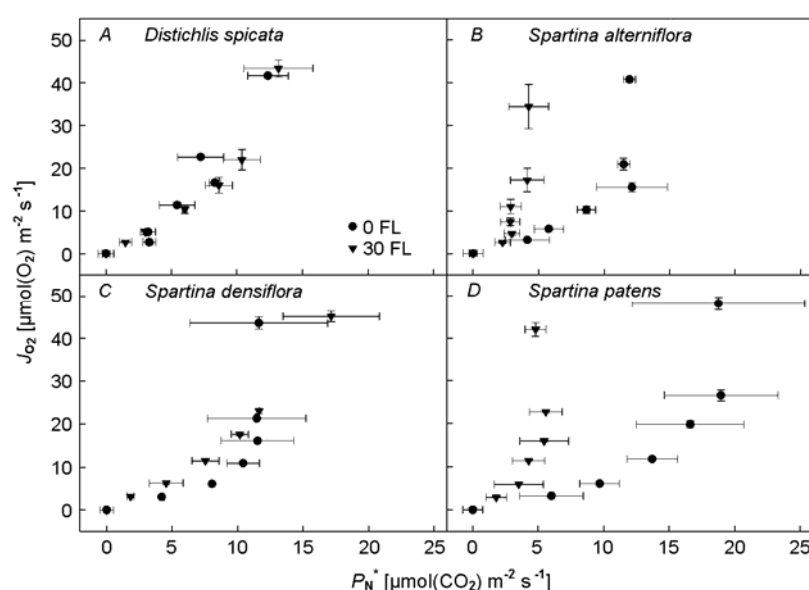 A Distichlis spicata
B Spartina alterniflora
50
40
30
20
10
0
0 FL
30 FL
C Spartina densiflora
D Spartina patens
50
40
30
20
10
0
0 5 10 15 20 25
0 5 10 15 20 25
J_O2 [µmol(O2) m-2 s-1]
PN* [µmol(CO2) m-2 s-1]